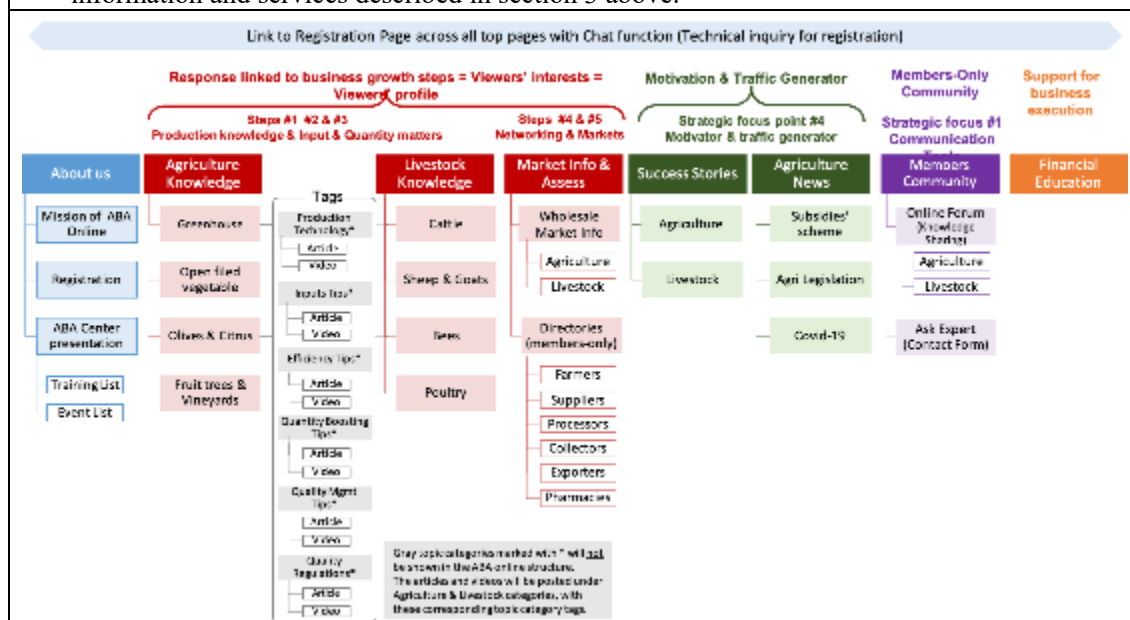 information and services described in section 3 above.
Link to Registration Page across all top pages with Chat function (Technical inquiry for registration)
Response linked to business growth steps = Viewers' interests =
Viewers' profile
Motivation & Traffic Generator
Members-Only
Community
Support for
business
execution
Steps #1 #2 & #3
Production knowledge & Input & Quantity matters
Steps #4 & #5
Networking & Markets
Strategic focus point #4
Motivator & traffic generator
Strategic focus #1
Communication
About us
Agriculture
Knowledge
Livestock
Knowledge
Market Info &
Assess
Success Stories
Agriculture
News
Members
Community
Financial
Education
Mission of ABA
Online
Registration
ABA Center
presentation
Training List
Event List
Greenhouse
Open filed
vegetable
Olives & Citrus
Fruit trees &
Vineyards
Tags
Production
Technology*
Article
Video
Inputs Tips*
Article
Video
Efficiency Tips*
Article
Video
Quantity Boosting
Tips*
Article
Video
Quality Mgmt
Tips*
Article
Video
Quality
Regulations*
Article
Video
Cattle
Sheep & Goats
Bees
Poultry
Wholesale
Market Info
Agriculture
Livestock
Directories
(members-only)
Farmers
Suppliers
Processors
Collectors
Exporters
Pharmacies
Agriculture
Livestock
Subsidies'
scheme
Agri Legislation
Covid-19
Online Forum
(Knowledge
Sharing)
Agriculture
Livestock
Ask Expert
(Contact Form)
Gray topic categories marked with * will not
be shown in the ABA online structure.
The articles and videos will be posted under
Agriculture & Livestock categories, with
these corresponding topic category tags.